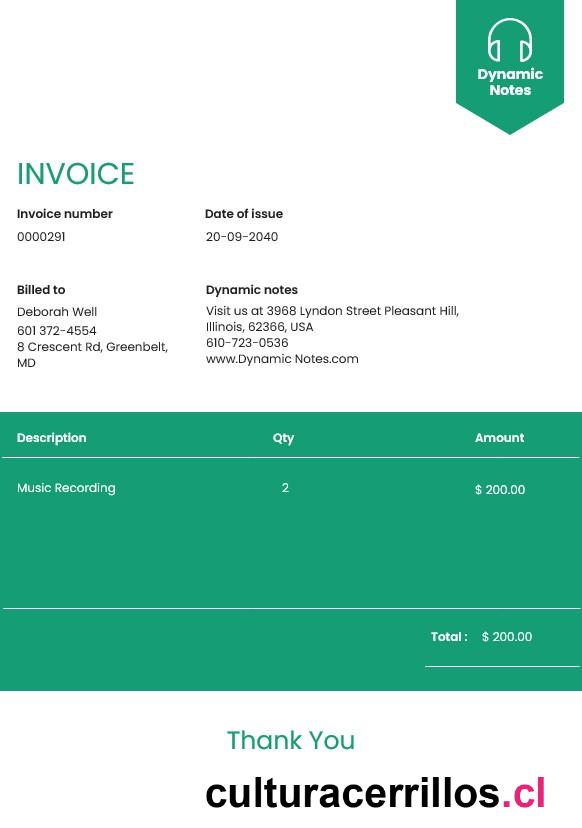 Dynamic
Notes
INVOICE
Invoice number
Date of issue
0000291
20-09-2040
Billed to
Deborah Well
601 372-4554
8 Crescent Rd, Greenbelt,
MD
Dynamic notes
Visit us at 3968 Lyndon Street Pleasant Hill,
Illinois, 62366, USA
610-723-0536
www.Dynamic Notes.com
Description Qty Amount
Music Recording 2 $ 200.00
Total : $ 200.00
Thank You
culturacerrillos.cl